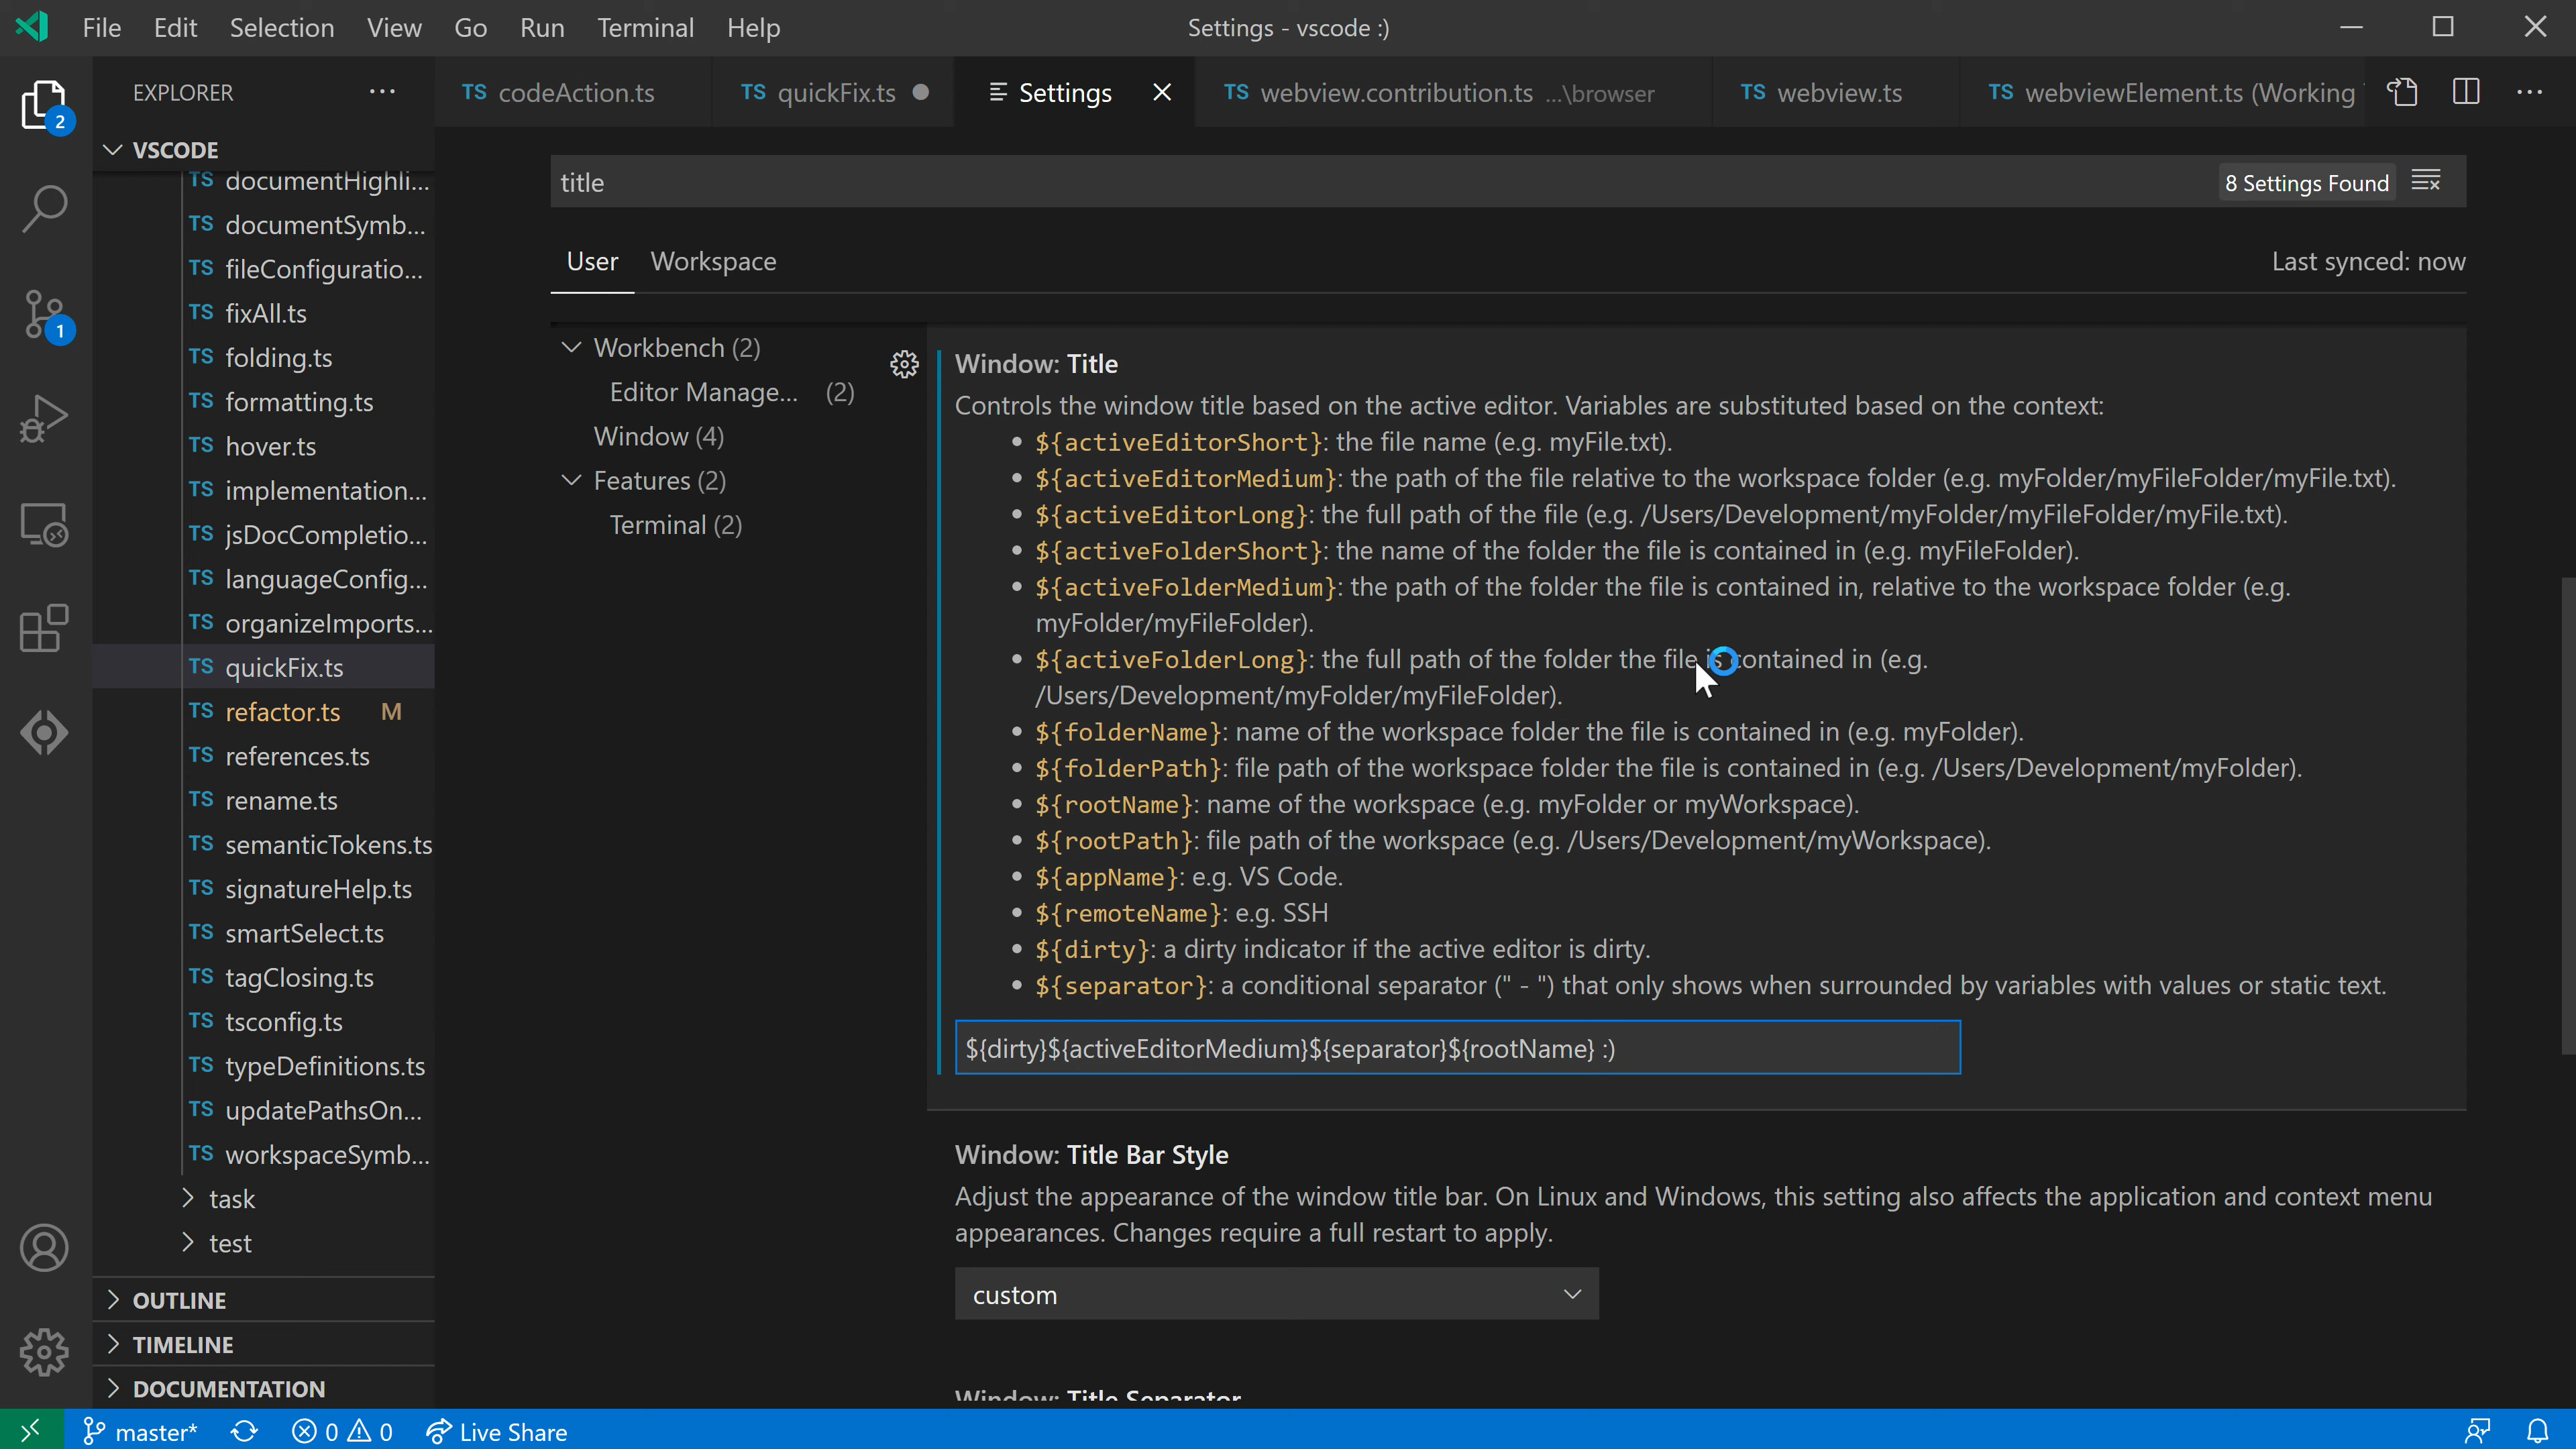 File Edit Selection View Go Run Terminal Help
Settings - vscode :)
EXPLORER
TS codeAction.ts
TS quickFix.ts
Settings
TS webview.contribution.ts ...\browser
TS webview.ts
TS webviewElement.ts (Working
2
VSCODE
TS documentHighli...
TS documentSymb...
TS fileConfiguratio...
TS fixAll.ts
1
TS folding.ts
TS formatting.ts
TS hover.ts
TS implementation...
TS jsDocCompletio...
TS languageConfig...
TS organizeImports...
TS quickFix.ts
TS refactor.ts M
TS references.ts
TS rename.ts
TS semanticTokens.ts
TS signatureHelp.ts
TS smartSelect.ts
TS tagClosing.ts
TS tsconfig.ts
TS typeDefinitions.ts
TS updatePathsOn...
TS workspaceSymb...
task
test
OUTLINE
TIMELINE
DOCUMENTATION
title
8 Settings Found
User Workspace
Last synced: now
Workbench (2)
Editor Manage... (2)
Window (4)
Features (2)
Terminal (2)
Window: Title
Controls the window title based on the active editor. Variables are substituted based on the context:
• ${activeEditorShort}: the file name (e.g. myFile.txt).
• ${activeEditorMedium}: the path of the file relative to the workspace folder (e.g. myFolder/myFileFolder/myFile.txt).
• ${activeEditorLong}: the full path of the file (e.g. /Users/Development/myFolder/myFileFolder/myFile.txt).
• ${activeFolderShort}: the name of the folder the file is contained in (e.g. myFileFolder).
• ${activeFolderMedium}: the path of the folder the file is contained in, relative to the workspace folder (e.g.
myFolder/myFileFolder).
• ${activeFolderLong}: the full path of the folder the file is contained in (e.g.
/Users/Development/myFolder/myFileFolder).
• ${folderName}: name of the workspace folder the file is contained in (e.g. myFolder).
• ${folderPath}: file path of the workspace folder the file is contained in (e.g. /Users/Development/myFolder).
• ${rootName}: name of the workspace (e.g. myFolder or myWorkspace).
• ${rootPath}: file path of the workspace (e.g. /Users/Development/myWorkspace).
• ${appName}: e.g. VS Code.
• ${remoteName}: e.g. SSH
• ${dirty}: a dirty indicator if the active editor is dirty.
• ${separator}: a conditional separator (" - ") that only shows when surrounded by variables with values or static text.
${dirty}${activeEditorMedium}${separator}${rootName} :)
Window: Title Bar Style
Adjust the appearance of the window title bar. On Linux and Windows, this setting also affects the application and context menu
appearances. Changes require a full restart to apply.
custom
Window: Title Separator
master* 0 0 Live Share